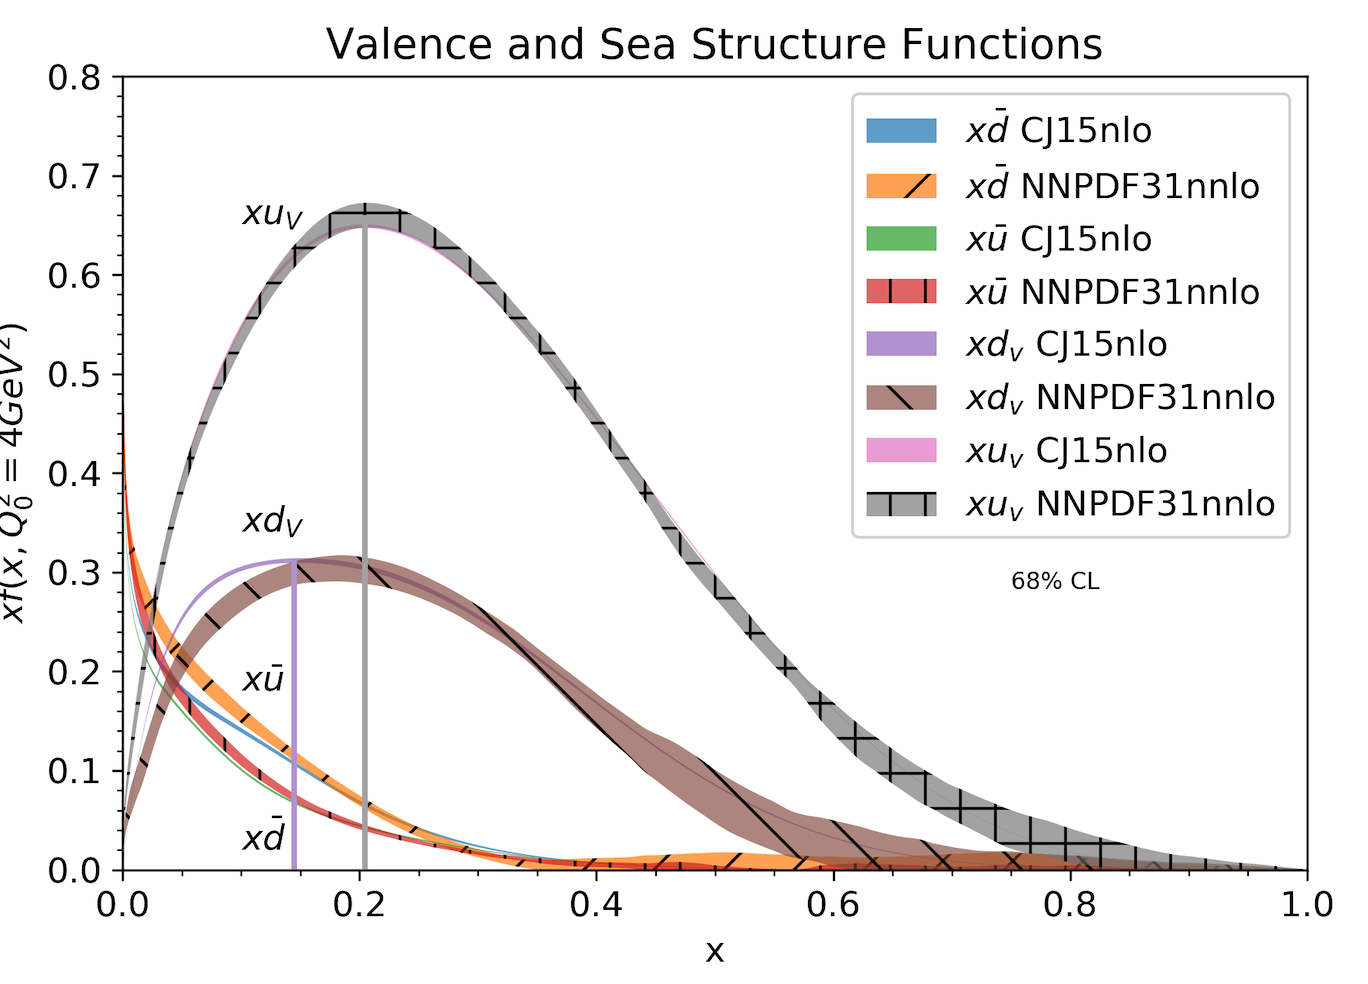 Valence and Sea Structure Functions
xf(x, Q₀² = 4GeV²)
0.8
0.7
0.6
0.5
0.4
0.3
0.2
0.1
0.0
xu_V
xd_V
xū
xd̄
xd̄ CJ15nlo
xd̄ NNPDF31nnlo
xū CJ15nlo
xū NNPDF31nnlo
xd_v CJ15nlo
xd_v NNPDF31nnlo
xu_v CJ15nlo
xu_v NNPDF31nnlo
68% CL
0.0 0.2 0.4 0.6 0.8 1.0
x